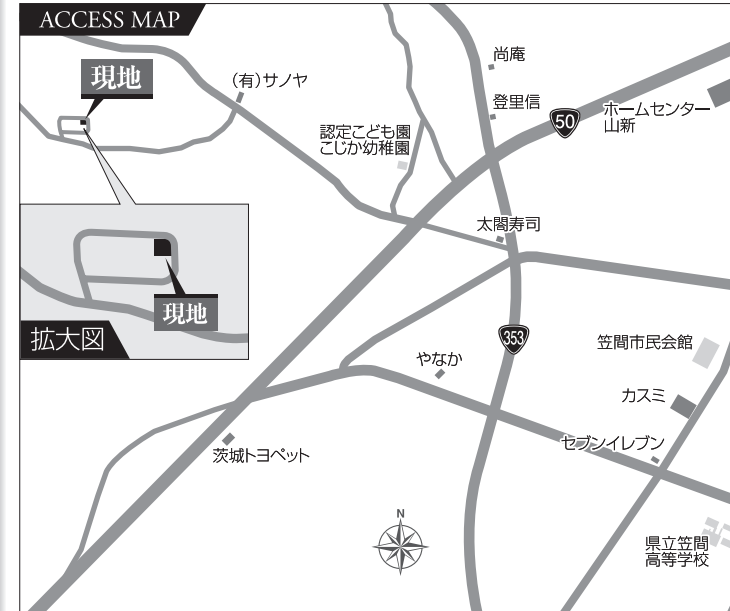 ACCESS MAP
現地
(有)サノヤ
尚庵
登里信
50
ホームセンター
山新
認定こども園
こじか幼稚園
太閤寿司
現地
拡大図
353
笠間市民会館
やなか
カスミ
セブンイレブン
茨城トヨペット
N
県立笠間
高等学校